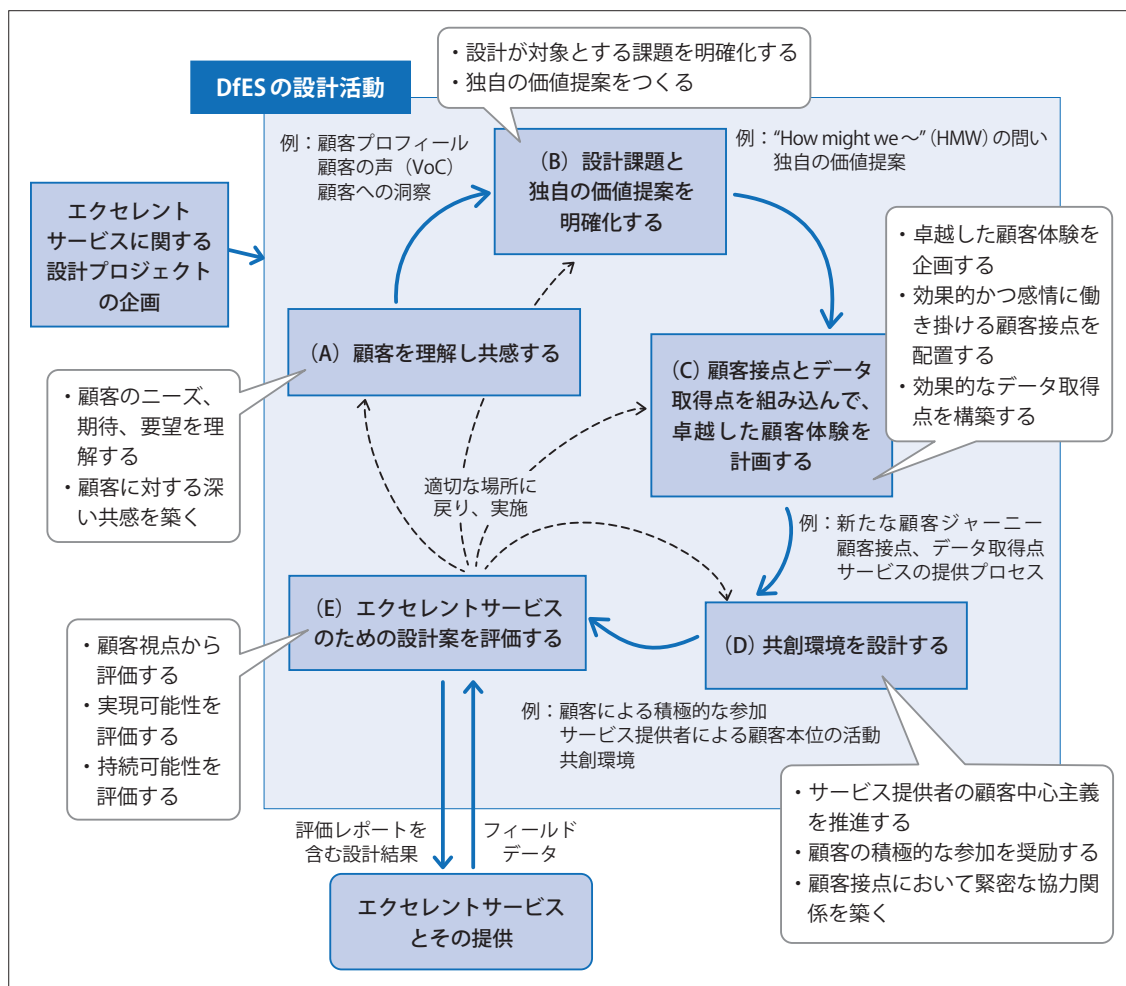 ・設計が対象とする課題を明確化する
・独自の価値提案をつくる
DfESの設計活動
例：顧客プロフィール
顧客の声（VoC）
顧客への洞察
（B）設計課題と
独自の価値提案を
明確化する
例：“How might we～”（HMW）の問い
独自の価値提案
エクセレント
サービスに関する
設計プロジェクト
の企画
・卓越した顧客体験を
企画する
・効果的かつ感情に働
き掛ける顧客接点を
配置する
・効果的なデータ取得
点を構築する
（A）顧客を理解し共感する
（C）顧客接点とデータ
取得点を組み込んで、
卓越した顧客体験を
計画する
・顧客のニーズ、
期待、要望を理
解する
・顧客に対する深
い共感を築く
適切な場所に
戻り、実施
例：新たな顧客ジャーニー
顧客接点、データ取得点
サービスの提供プロセス
（E）エクセレントサービス
のための設計案を評価する
（D）共創環境を設計する
・顧客視点から
評価する
・実現可能性を
評価する
・持続可能性を
評価する
例：顧客による積極的な参加
サービス提供者による顧客本位の活動
共創環境
・サービス提供者の顧客中心主義
を推進する
・顧客の積極的な参加を奨励する
・顧客接点において緊密な協力関
係を築く
評価レポートを
含む設計結果
フィールド
データ
エクセレントサービス
とその提供